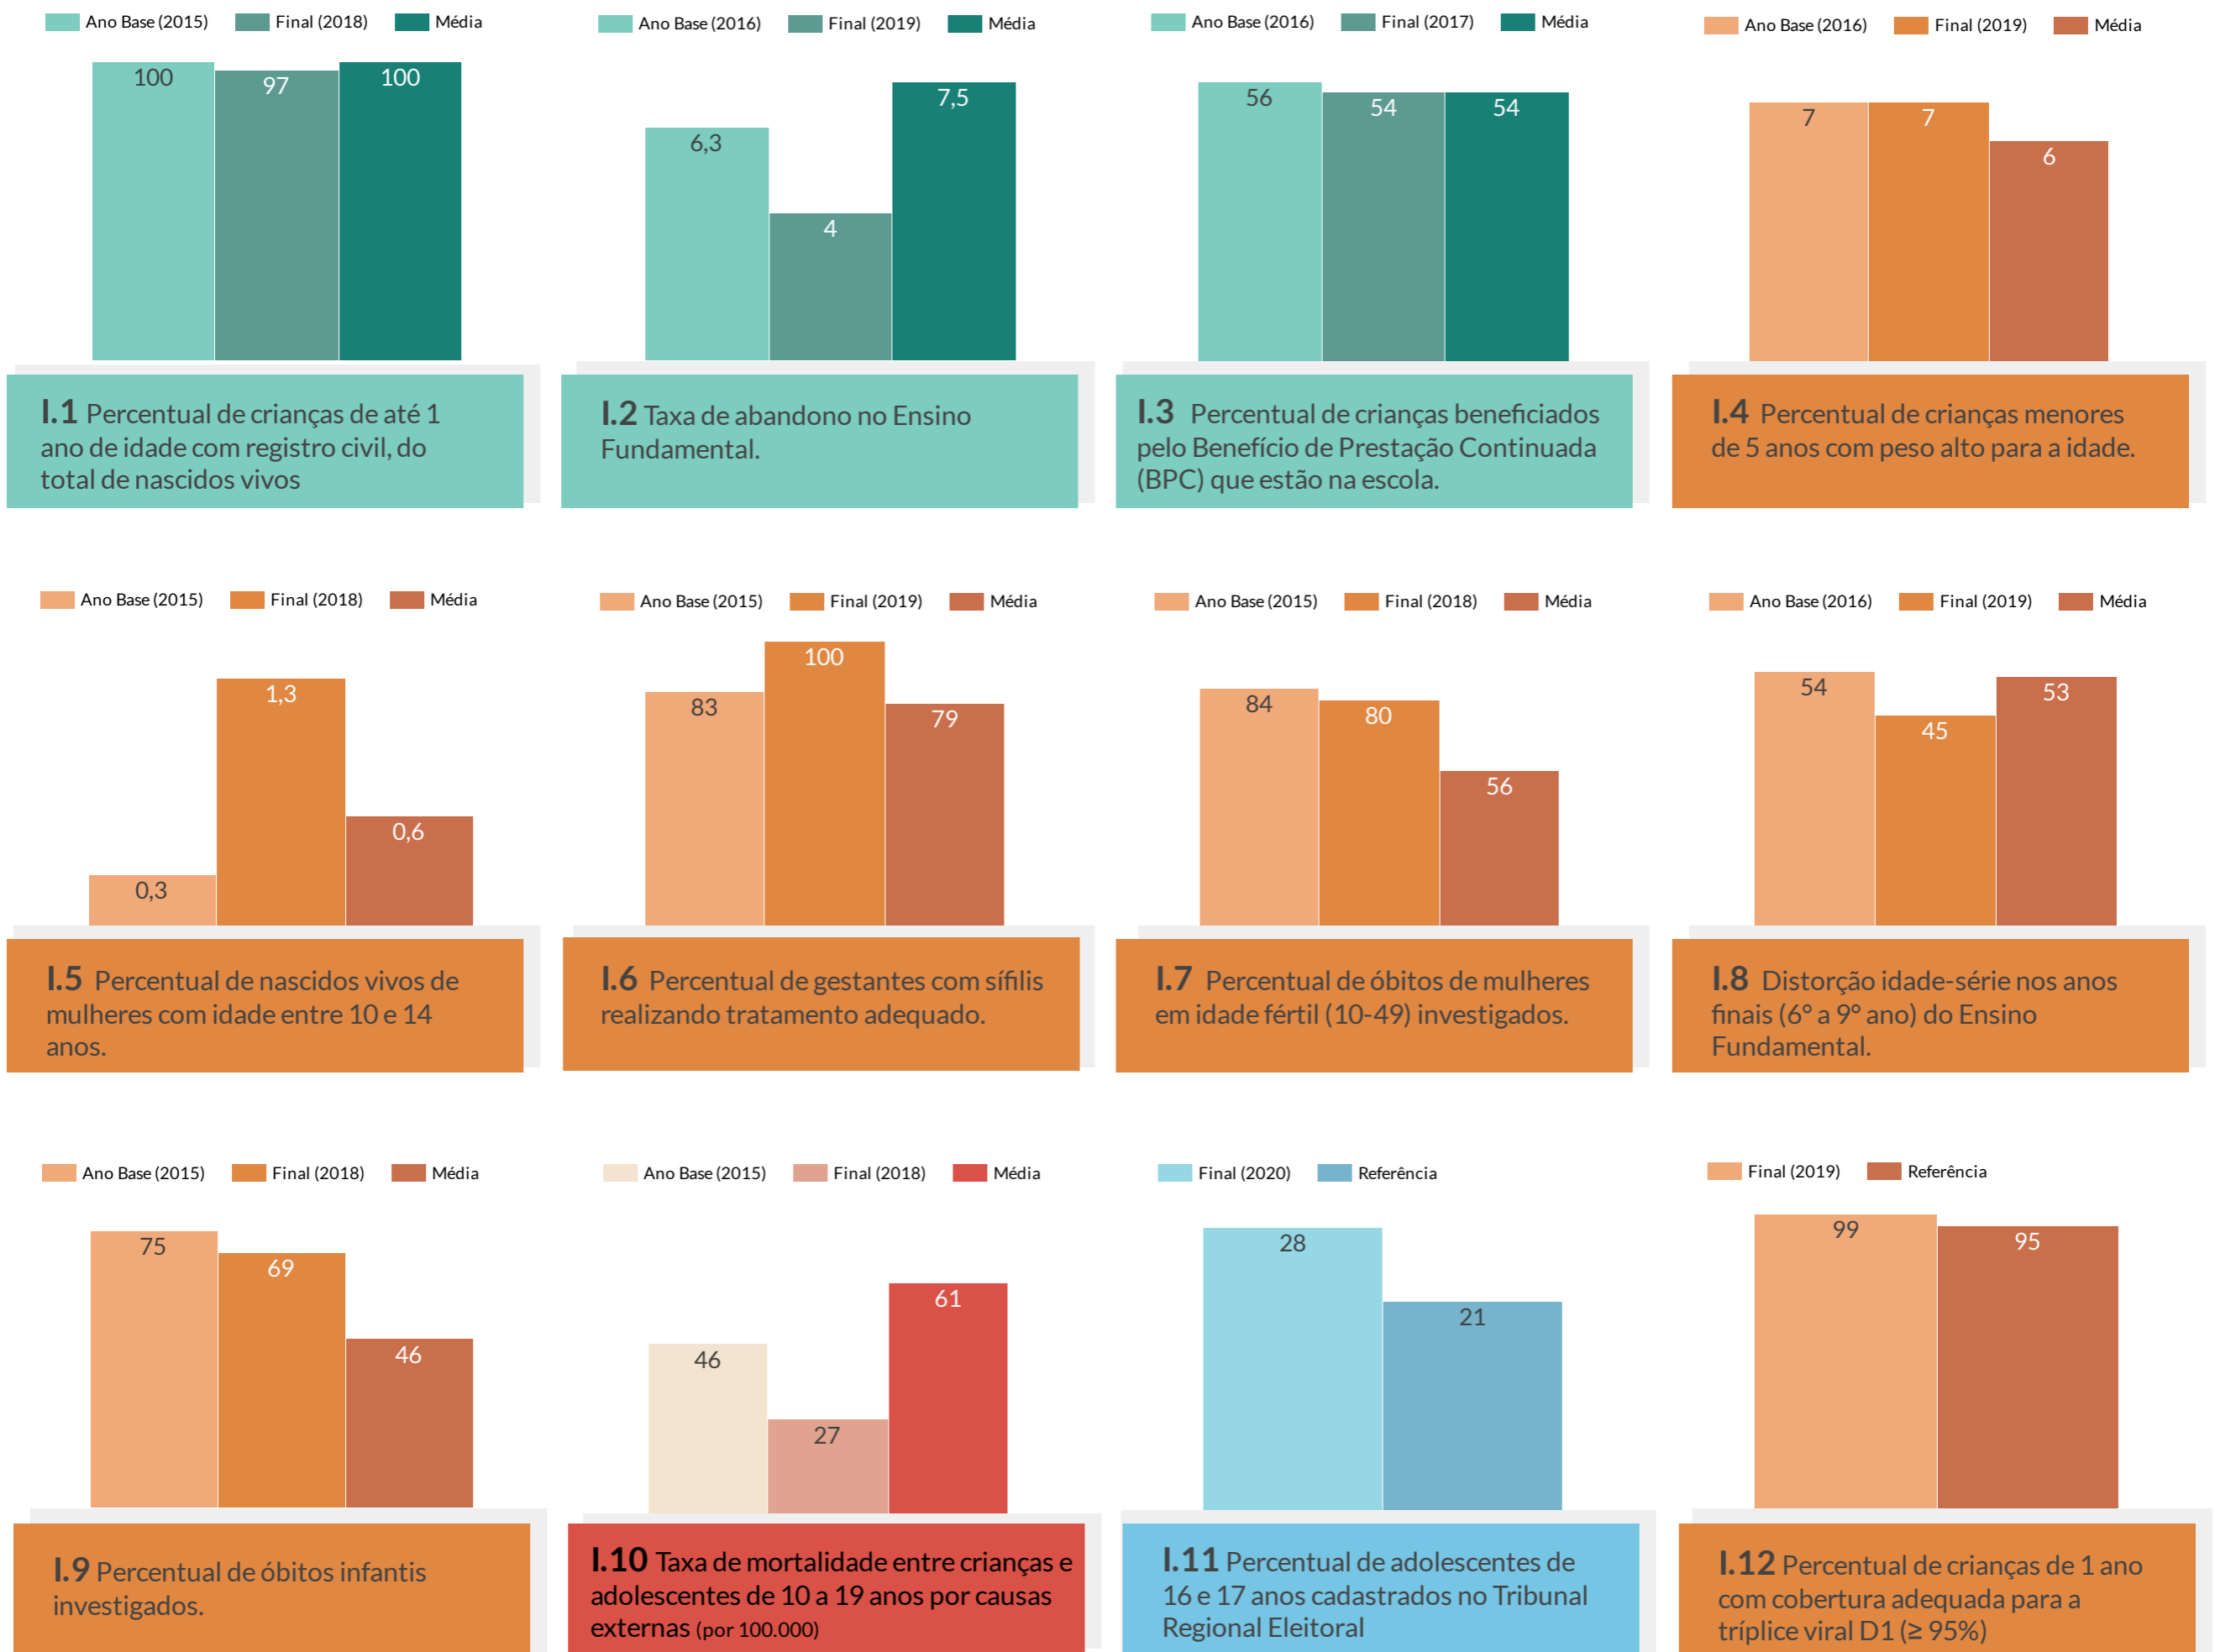 Ano Base (2015) Final (2018) Média
100 97 100
I.1 Percentual de crianças de até 1
ano de idade com registro civil, do
total de nascidos vivos
Ano Base (2016) Final (2019) Média
6,3 4 7,5
I.2 Taxa de abandono no Ensino
Fundamental.
Ano Base (2016) Final (2017) Média
56 54 54
I.3 Percentual de crianças beneficiados
pelo Benefício de Prestação Continuada
(BPC) que estão na escola.
Ano Base (2016) Final (2019) Média
7 7 6
I.4 Percentual de crianças menores
de 5 anos com peso alto para a idade.
Ano Base (2015) Final (2018) Média
0,3 1,3 0,6
I.5 Percentual de nascidos vivos de
mulheres com idade entre 10 e 14
anos.
Ano Base (2015) Final (2019) Média
83 100 79
I.6 Percentual de gestantes com sífilis
realizando tratamento adequado.
Ano Base (2015) Final (2018) Média
84 80 56
I.7 Percentual de óbitos de mulheres
em idade fértil (10-49) investigados.
Ano Base (2016) Final (2019) Média
54 45 53
I.8 Distorção idade-série nos anos
finais (6º a 9º ano) do Ensino
Fundamental.
Ano Base (2015) Final (2018) Média
75 69 46
I.9 Percentual de óbitos infantis
investigados.
Ano Base (2015) Final (2018) Média
46 27 61
I.10 Taxa de mortalidade entre crianças e
adolescentes de 10 a 19 anos por causas
externas (por 100.000)
Final (2020) Referência
28 21
I.11 Percentual de adolescentes de
16 e 17 anos cadastrados no Tribunal
Regional Eleitoral
Final (2019) Referência
99 95
I.12 Percentual de crianças de 1 ano
com cobertura adequada para a
tríplice viral D1 (≥ 95%)